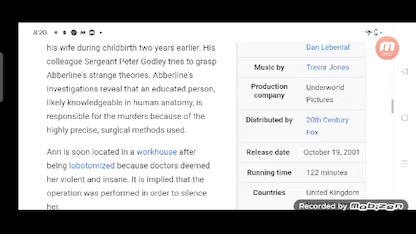 8:20
his wife during childbirth two years earlier. His
colleague Sergeant Peter Godley tries to grasp
Abberline's strange theories. Abberline's
investigations reveal that an educated person,
likely knowledgeable in human anatomy, is
responsible for the murders because of the
highly precise, surgical methods used.
Ann is soon located in a workhouse after
being lobotomized because doctors deemed
her violent and insane. It is implied that the
operation was performed in order to silence
her.
Dan Lebental
Music by Trevor Jones
Production company Underworld Pictures
Distributed by 20th Century Fox
Release date October 19, 2001
Running time 122 minutes
Countries United Kingdom
Recorded by Mobizen